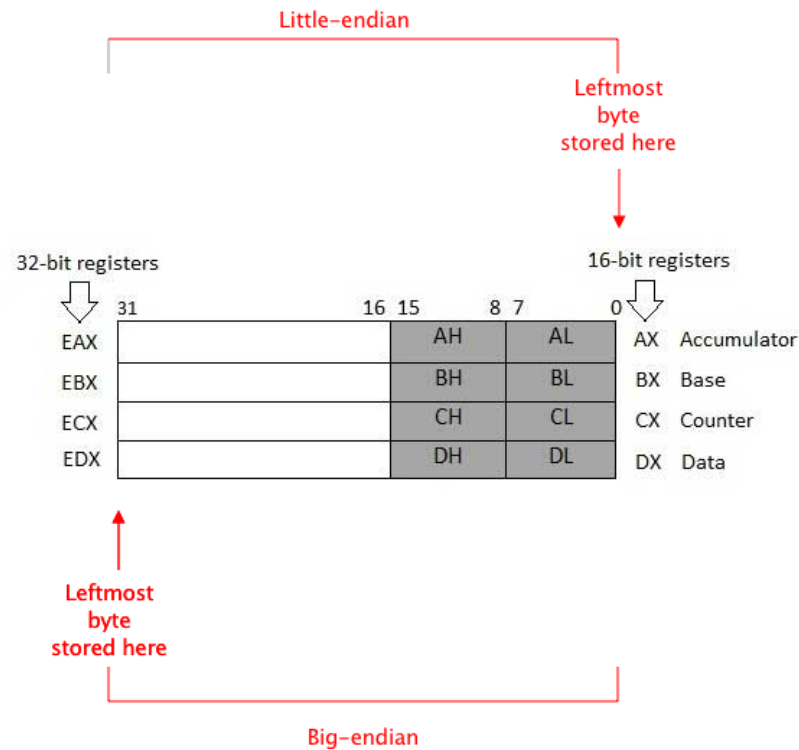 Little-endian
Leftmost
byte
stored here
32-bit registers
16-bit registers
31 16 15 8 7 0
EAX AH AL AX Accumulator
EBX BH BL BX Base
ECX CH CL CX Counter
EDX DH DL DX Data
Leftmost
byte
stored here
Big-endian